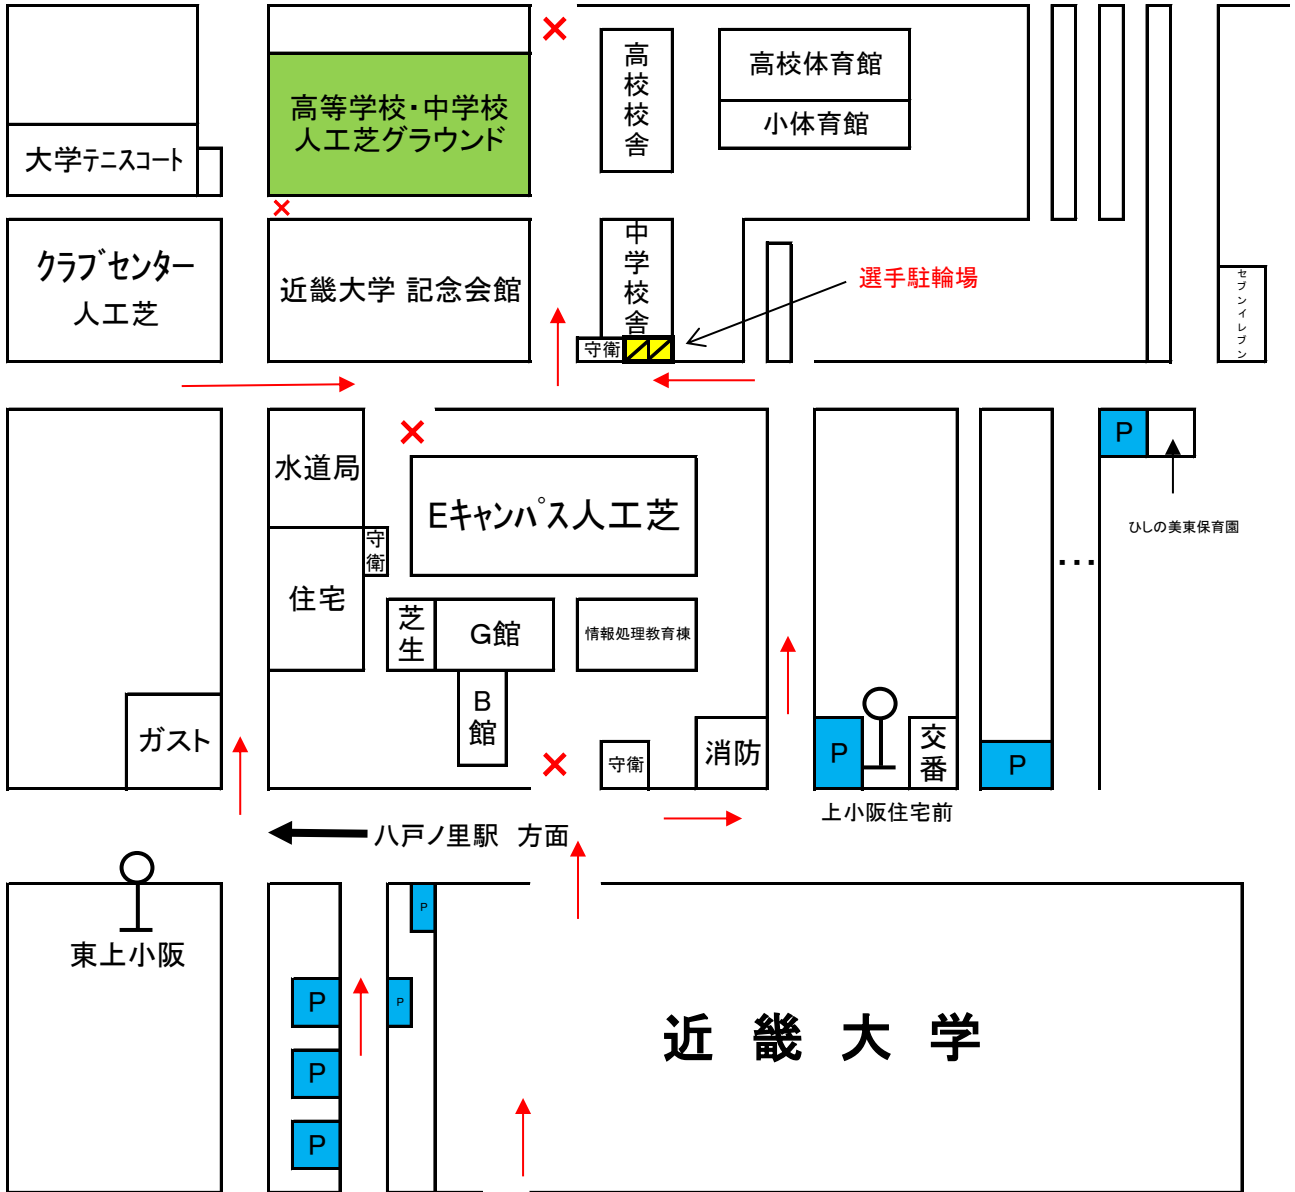 高校校舎
高校体育館
小体育館
高等学校・中学校
人工芝グラウンド
大学テニスコート
クラブセンター
人工芝
近畿大学 記念会館
中学校舎
守衛
選手駐輪場
セブンイレブン
水道局
Eキャンパス人工芝
P
ひしの美東保育園
守衛
住宅
・・・
芝生
G館
情報処理教育棟
B館
ガスト
守衛
消防
P
交番
P
上小阪住宅前
八戸ノ里駅 方面
東上小阪
P
P
P
P
P
近畿大学